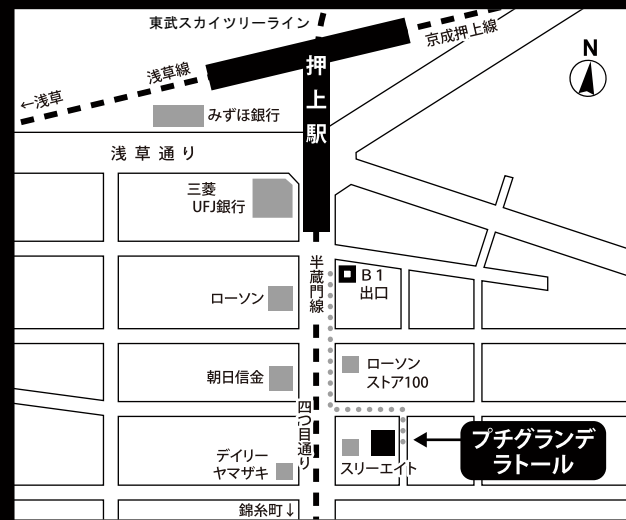 東武スカイツリーライン
京成押上線
浅草線
←浅草
押上駅
N
みずほ銀行
浅草通り
三菱
UFJ銀行
半蔵門線
B1
出口
ローソン
ローソン
ストア100
朝日信金
四つ目通り
プチグランデ
ラトール
スリーエイト
デイリー
ヤマザキ
錦糸町↓